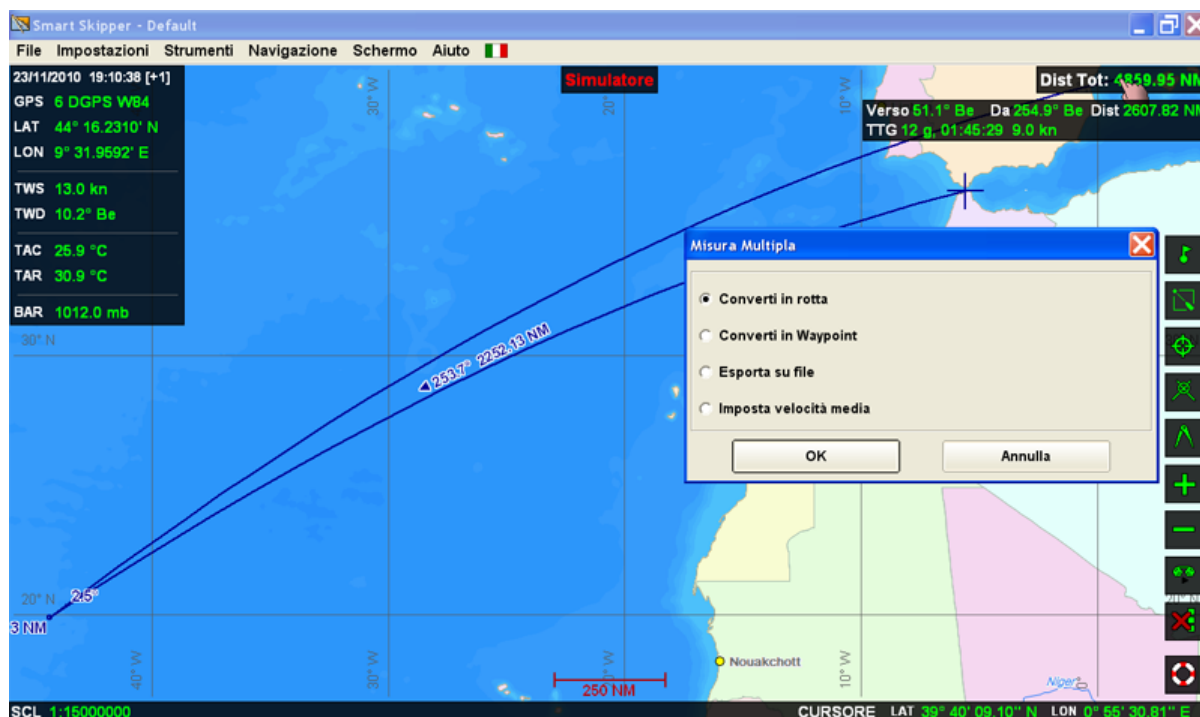 Smart Skipper - Default
File Impostazioni Strumenti Navigazione Schermo Aiuto
23/11/2010 19:10:38 [+1]
GPS 6 DGPS W84
LAT 44° 16.2310' N
LON 9° 31.9592' E
TWS 13.0 kn
TWD 10.2° Be
TAC 25.9 °C
TAR 30.9 °C
BAR 1012.0 mb
Simulatore
Dist Tot: 4859.95 NM
Verso 51.1° Be Da 254.9° Be Dist 2607.82 NM
TTG 12 g, 01:45:29 9.0 kn
30° W
20°
10° W
Misura Multipla
Converti in rotta
Converti in Waypoint
Esporta su file
Imposta velocità media
OK
Annulla
30° N
253.7° 2252.13 NM
20° N
2.5°
3 NM
40° W
30° W
10° W
Nouakchott
Niger
250 NM
SCL 1:15000000
CURSORE LAT 39° 40' 09.10'' N LON 0° 55' 30.81'' E